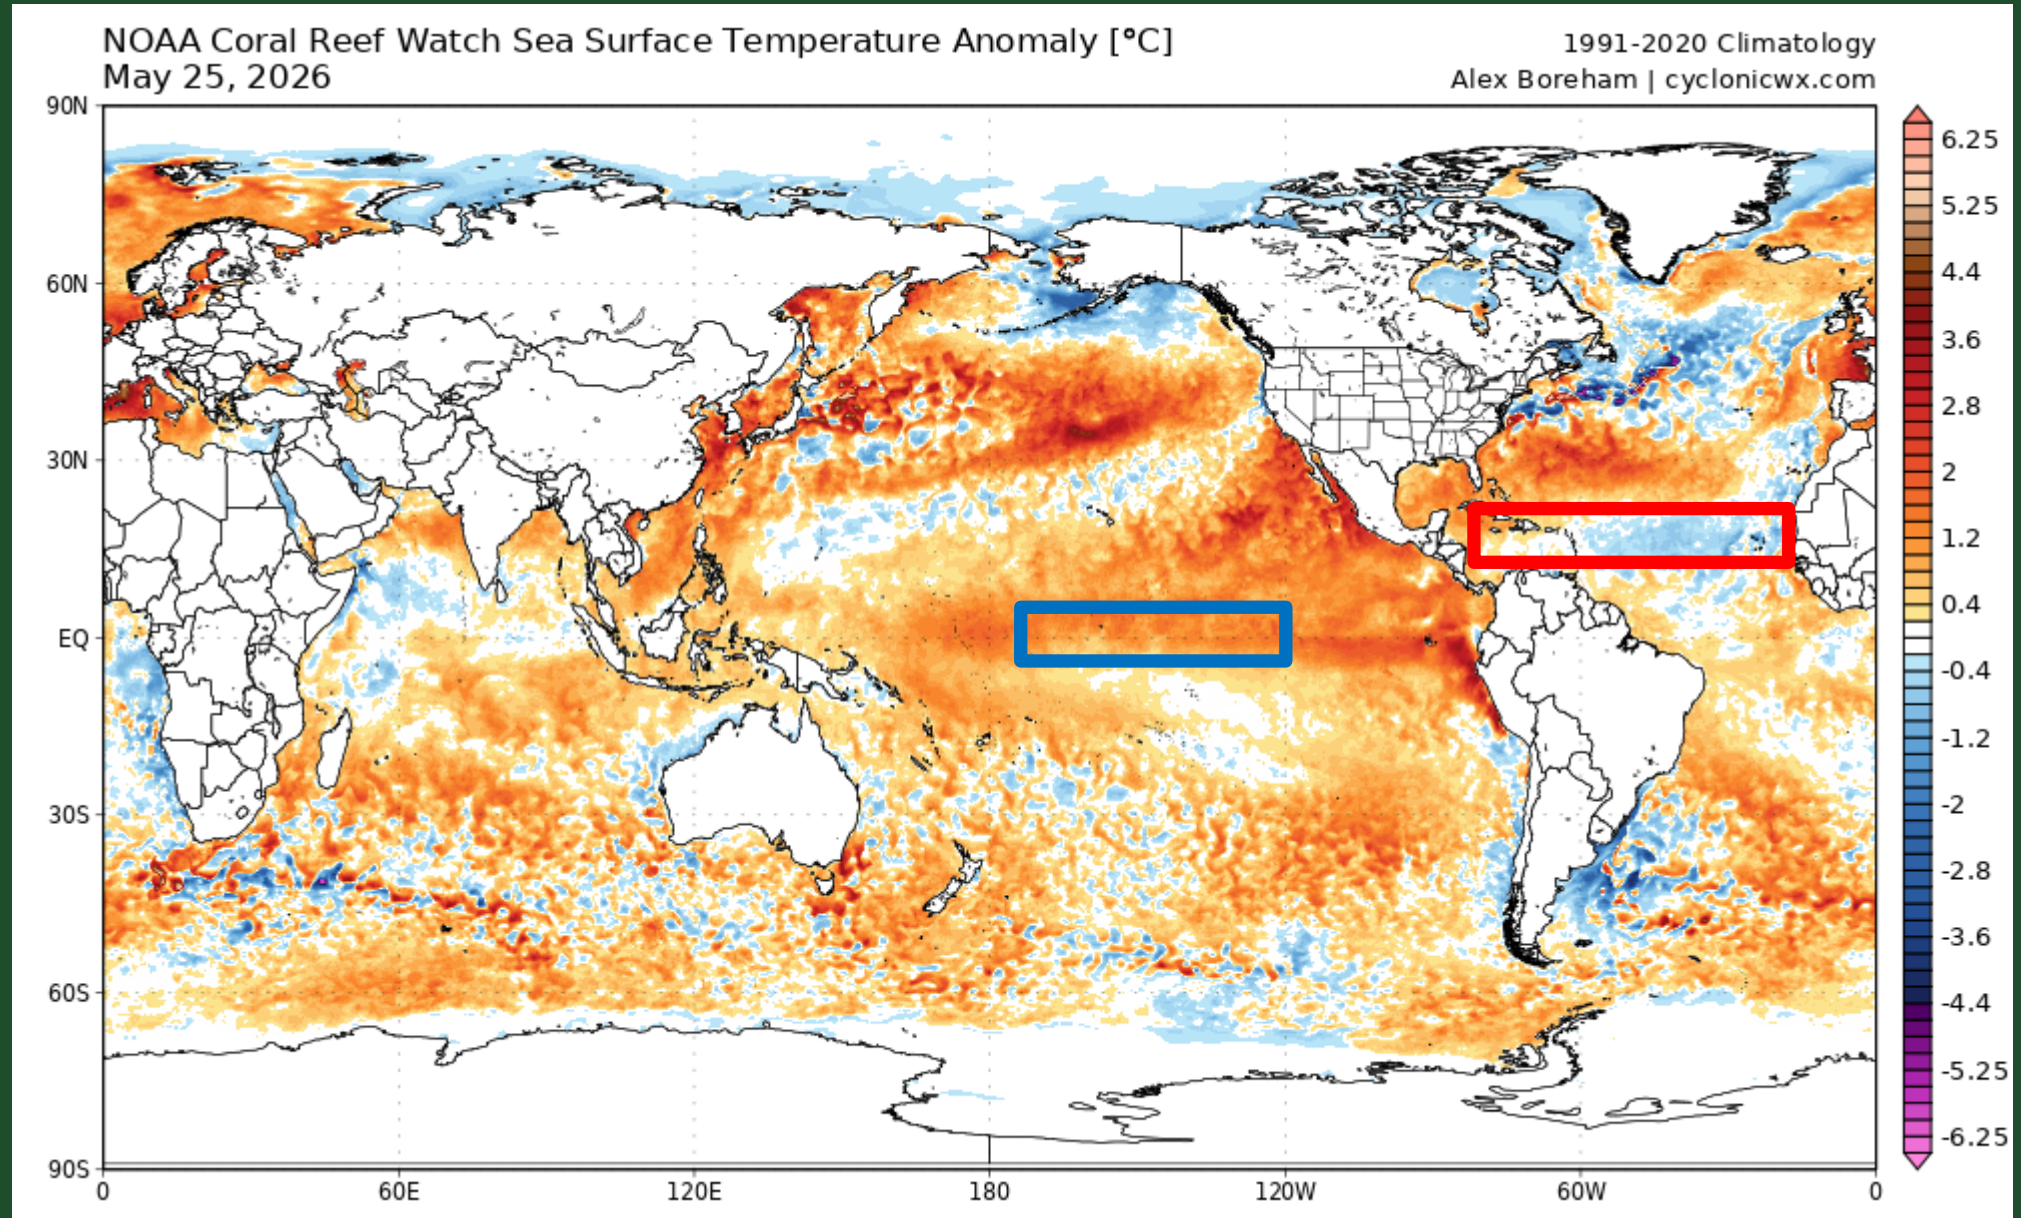 NOAA Coral Reef Watch Sea Surface Temperature Anomaly [°C]
May 25, 2026
1991-2020 Climatology
Alex Boreham | cyclonicwx.com
90N
60N
30N
EQ
30S
60S
90S
0
60E
120E
180
120W
60W
0
6.25
5.25
4.4
3.6
2.8
2
1.2
0.4
-0.4
-1.2
-2
-2.8
-3.6
-4.4
-5.25
-6.25